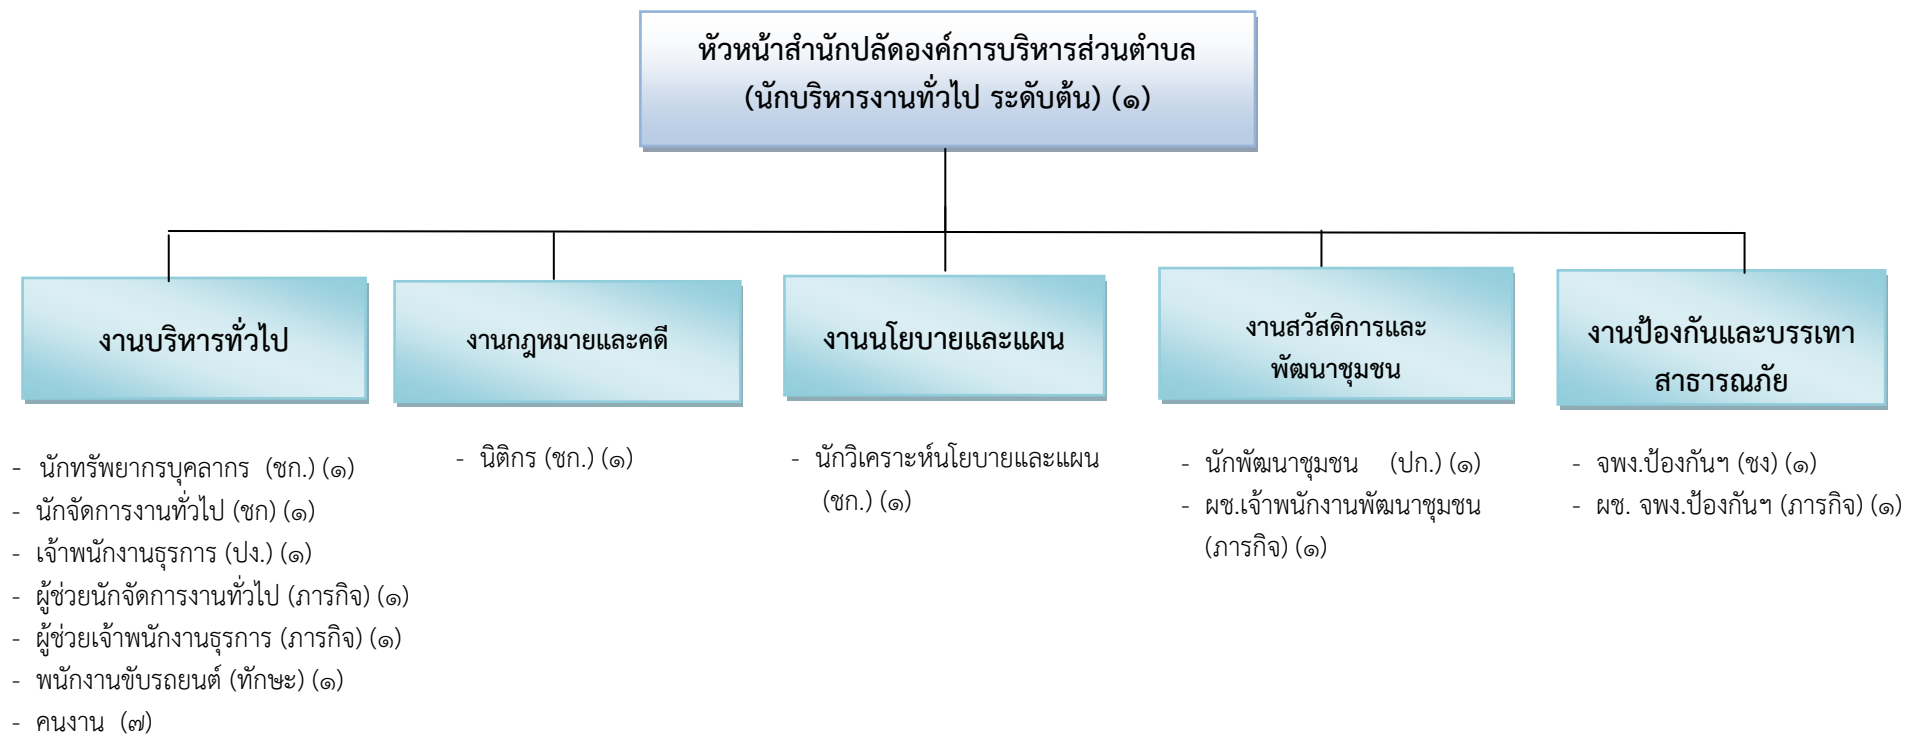 หัวหน้าสำนักปลัดองค์การบริหารส่วนตำบล
(นักบริหารงานทั่วไป ระดับต้น) (๑)
งานบริหารทั่วไป
- นักทรัพยากรบุคลากร (ชก.) (๑)
- นักจัดการงานทั่วไป (ชก) (๑)
- เจ้าพนักงานธุรการ (ปง.) (๑)
- ผู้ช่วยนักจัดการงานทั่วไป (ภารกิจ) (๑)
- ผู้ช่วยเจ้าพนักงานธุรการ (ภารกิจ) (๑)
- พนักงานขับรถยนต์ (ทักษะ) (๑)
- คนงาน (๗)
งานกฎหมายและคดี
- นิติกร (ชก.) (๑)
งานนโยบายและแผน
- นักวิเคราะห์นโยบายและแผน
(ชก.) (๑)
งานสวัสดิการและ
พัฒนาชุมชน
- นักพัฒนาชุมชน (ปก.) (๑)
- ผช.เจ้าพนักงานพัฒนาชุมชน
(ภารกิจ) (๑)
งานป้องกันและบรรเทา
สาธารณภัย
- จพง.ป้องกันฯ (ชง) (๑)
- ผช. จพง.ป้องกันฯ (ภารกิจ) (๑)